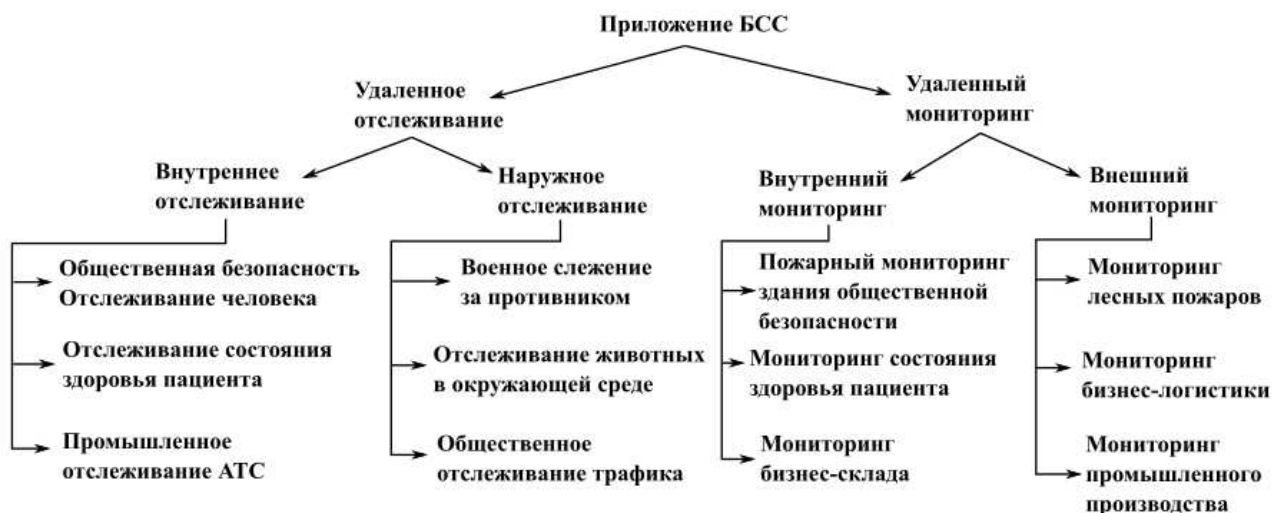 Приложение БСС
Удаленное
отслеживание
Удаленный
мониторинг
Внутреннее
отслеживание
Наружное
отслеживание
Внутренний
мониторинг
Внешний
мониторинг
Общественная безопасность
Отслеживание человека
Отслеживание состояния
здоровья пациента
Промышленное
отслеживание АТС
Военное слежение
за противником
Отслеживание животных
в окружающей среде
Общественное
отслеживание трафика
Пожарный мониторинг
здания общественной
безопасности
Мониторинг состояния
здоровья пациента
Мониторинг
бизнес-склада
Мониторинг
лесных пожаров
Мониторинг
бизнес-логистики
Мониторинг
промышленного
производства